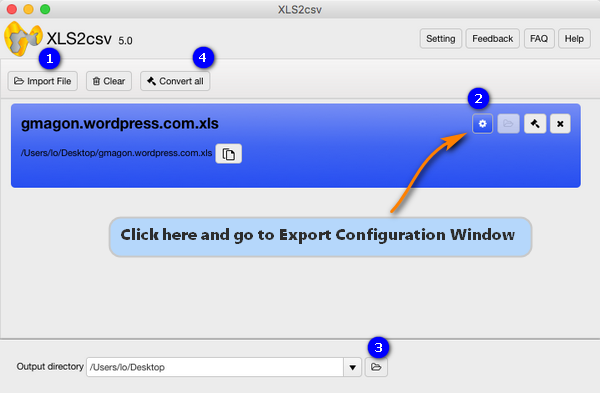 XLS2csv
XLS2csv 5.0
Setting Feedback FAQ Help
1 4
Import File Clear Convert all
2
gmagon.wordpress.com.xls
/Users/lo/Desktop/gmagon.wordpress.com.xls
Click here and go to Export Configuration Window
3
Output directory /Users/lo/Desktop